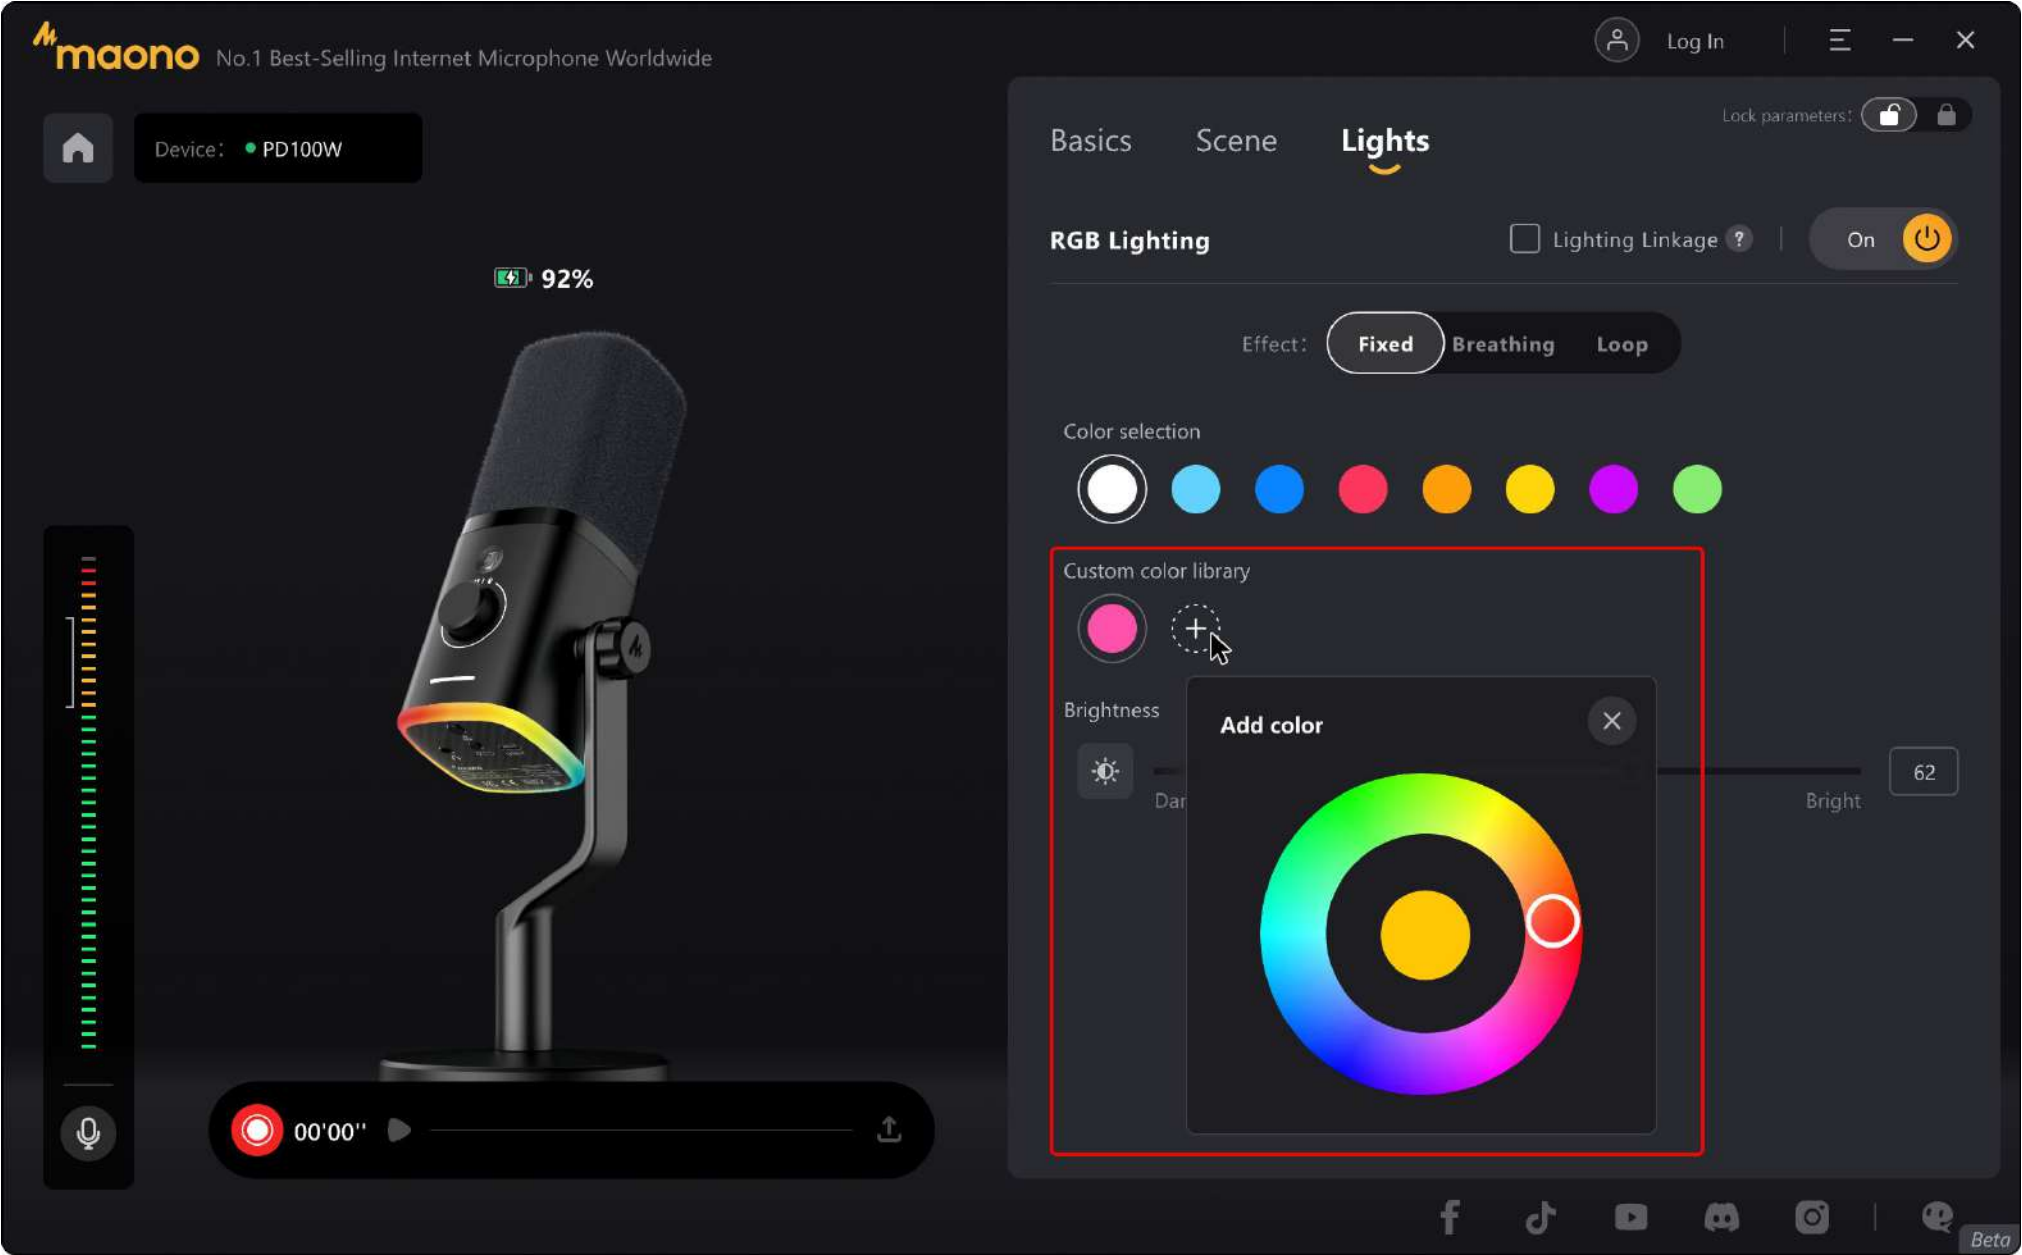 maono No.1 Best-Selling Internet Microphone Worldwide
Log In
Device: PD100W
Basics Scene Lights
Lock parameters:
RGB Lighting
Lighting Linkage ?
On
92%
Effect: Fixed Breathing Loop
Color selection
Custom color library
Brightness
Add color
Dar
Bright
62
00'00''
Beta